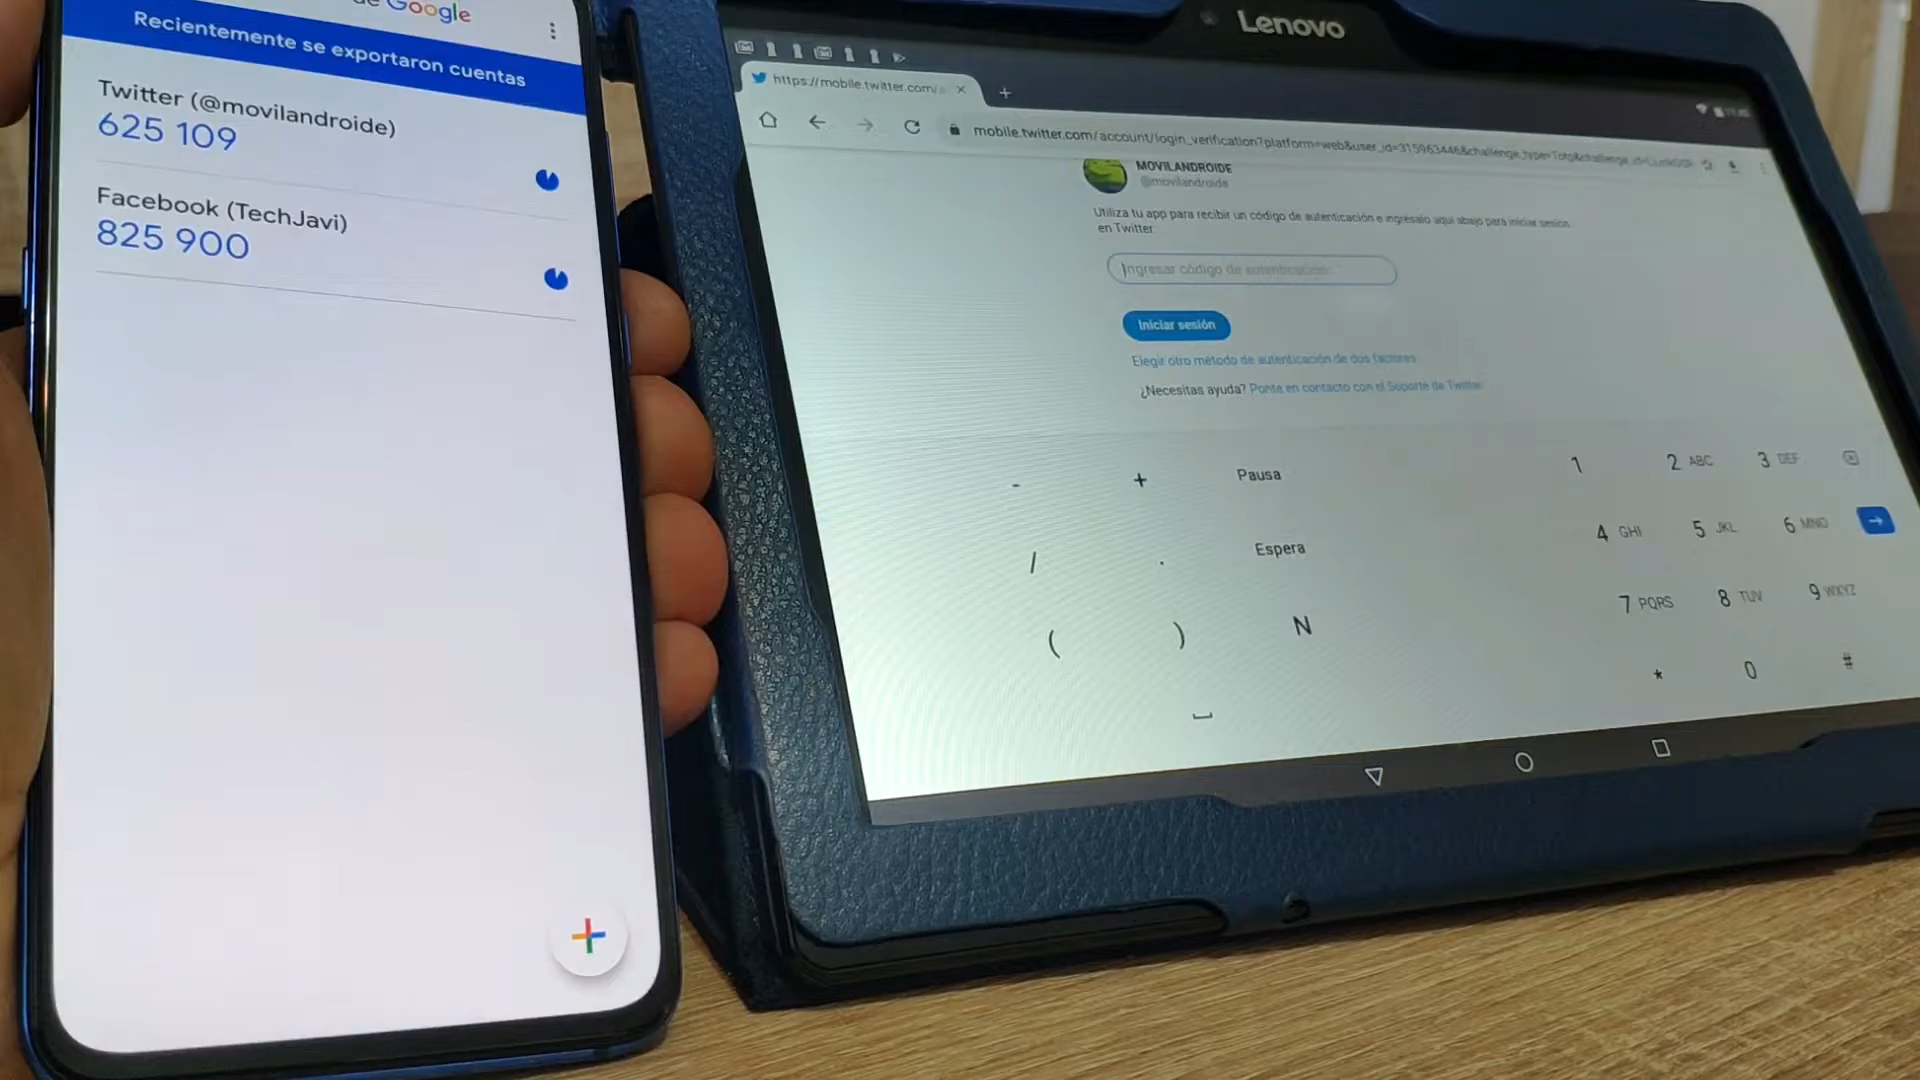 de Google
Recientemente se exportaron cuentas
Twitter (@movilandroide)
625 109
Facebook (TechJavi)
825 900
Lenovo
https://mobile.twitter.com/
mobile.twitter.com/account/login_verification?platform=web&user_id=315963446&challenge_type=Totp&challenge_id=
MOVILANDROIDE
@movilandroide
Utiliza tu app para recibir un código de autenticación e ingrésalo aquí abajo para iniciar sesión
en Twitter.
Ingresar código de autenticación
Iniciar sesión
Elegir otro método de autenticación de dos factores
¿Necesitas ayuda? Ponte en contacto con el Soporte de Twitter
- + Pausa 1 2 ABC 3 DEF
/ . Espera 4 GHI 5 JKL 6 MNO
( ) N 7 PQRS 8 TUV 9 WXYZ
* 0 #